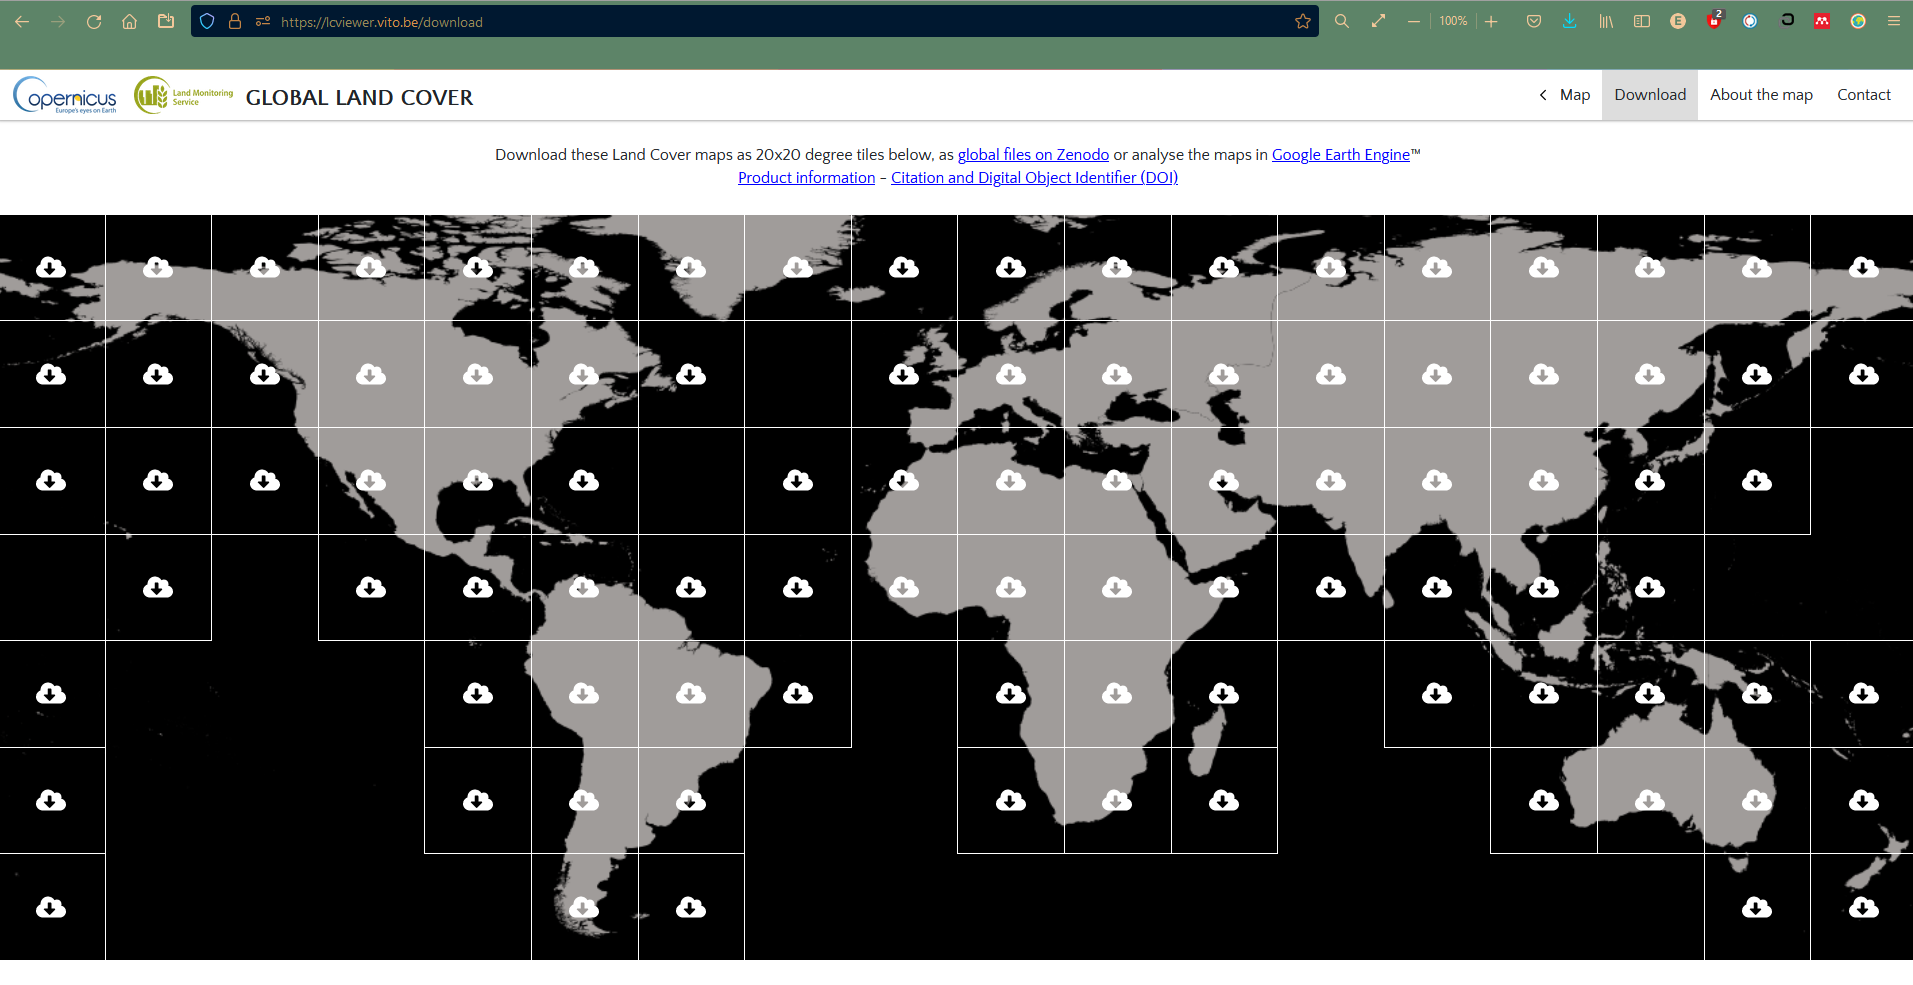 https://lcviewer.vito.be/download
100%
E
2
opernicus
Europe's eyes on Earth
Land Monitoring
Service
GLOBAL LAND COVER
Map
Download
About the map
Contact
Download these Land Cover maps as 20x20 degree tiles below, as global files on Zenodo or analyse the maps in Google Earth Engine™
Product information - Citation and Digital Object Identifier (DOI)